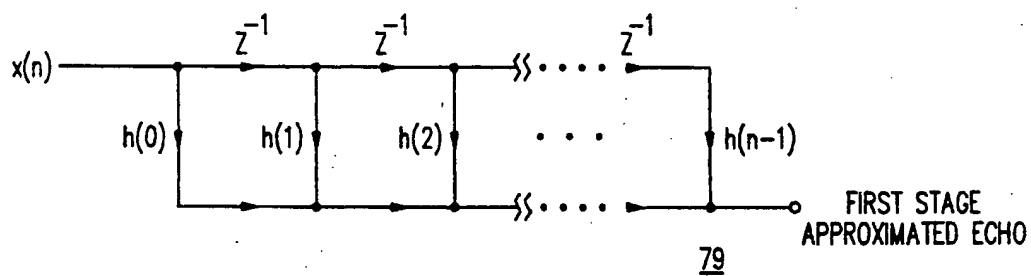 Z⁻¹ Z⁻¹ Z⁻¹
x(n)
h(0) h(1) h(2) h(n-1)
FIRST STAGE
APPROXIMATED ECHO
79